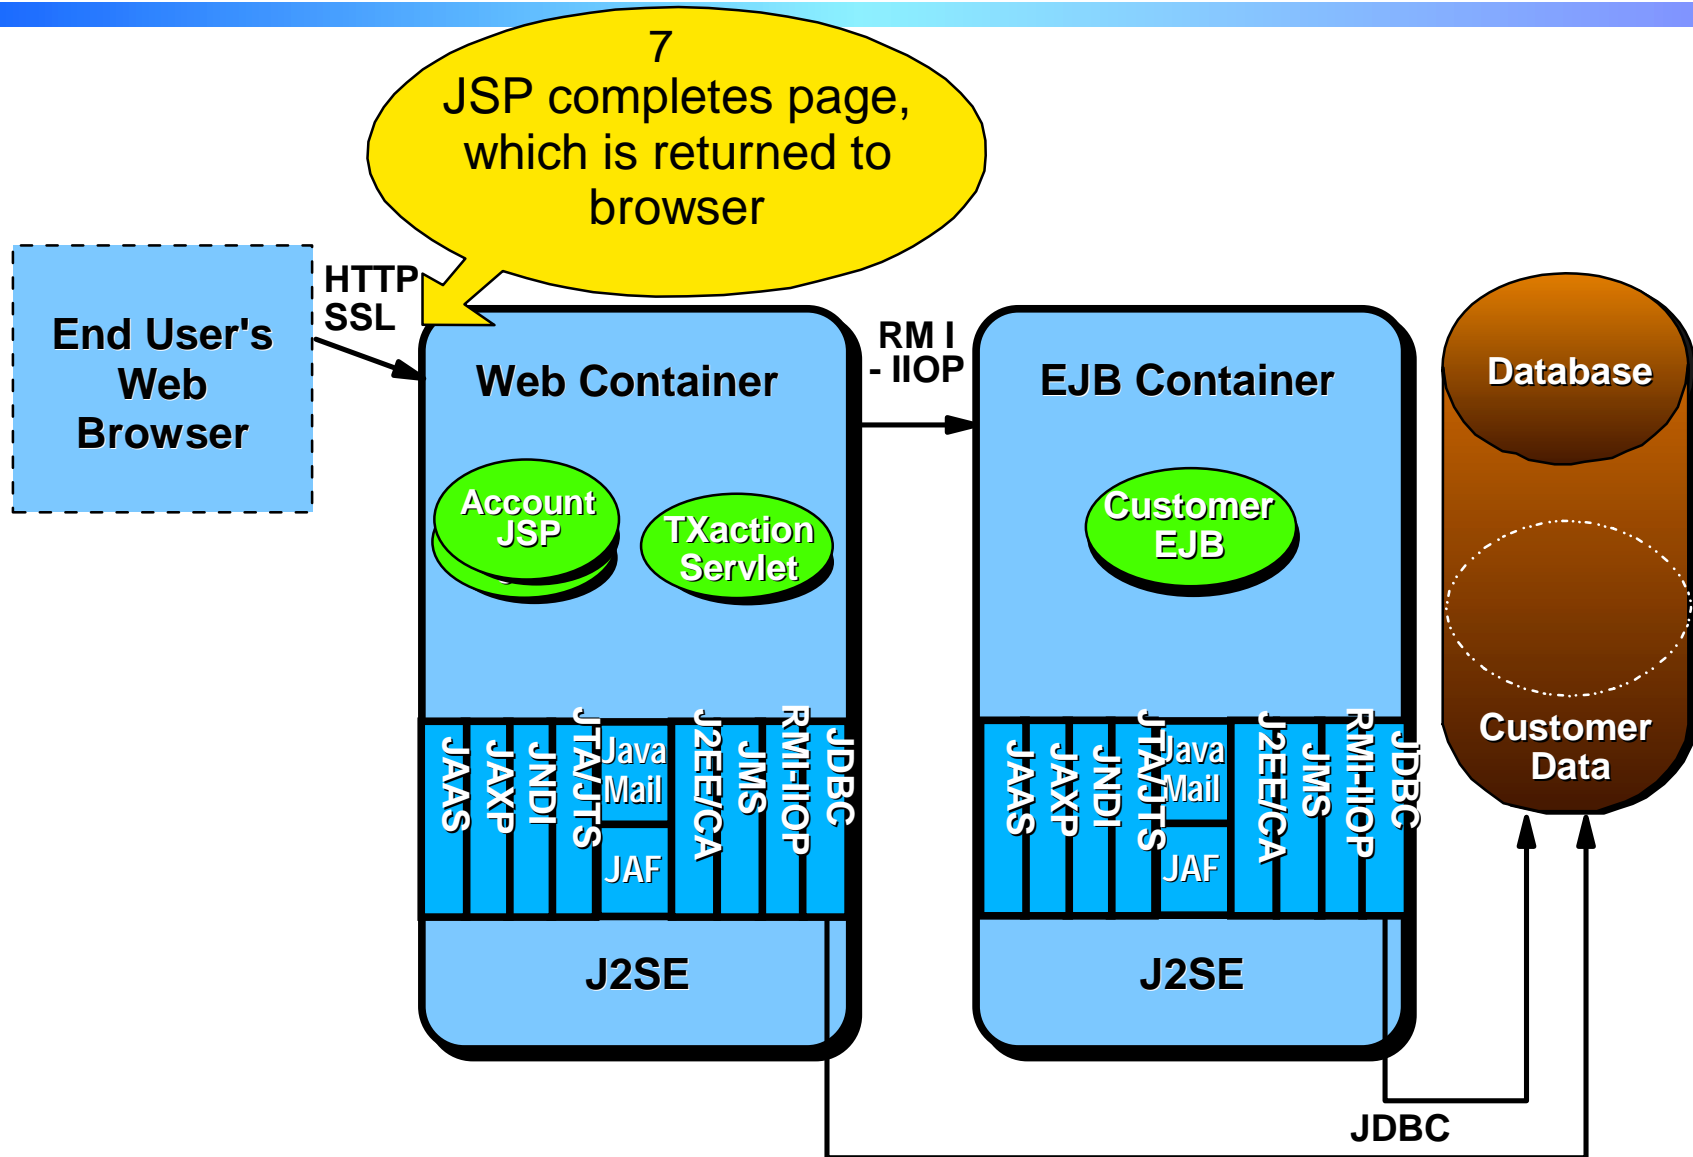 7
JSP completes page,
which is returned to
browser
End User's
Web
Browser
HTTP
SSL
Web Container
RM I
- IIOP
EJB Container
Database
Account
JSP
TXaction
Servlet
Customer
EJB
Customer
Data
JAAS
JAXP
JNDI
JTA/JTS
Java
Mail
JAF
J2EE/CA
JMS
RMI-IIOP
JDBC
J2SE
JAAS
JAXP
JNDI
JTA/JTS
Java
Mail
JAF
J2EE/CA
JMS
RMI-IIOP
JDBC
J2SE
JDBC